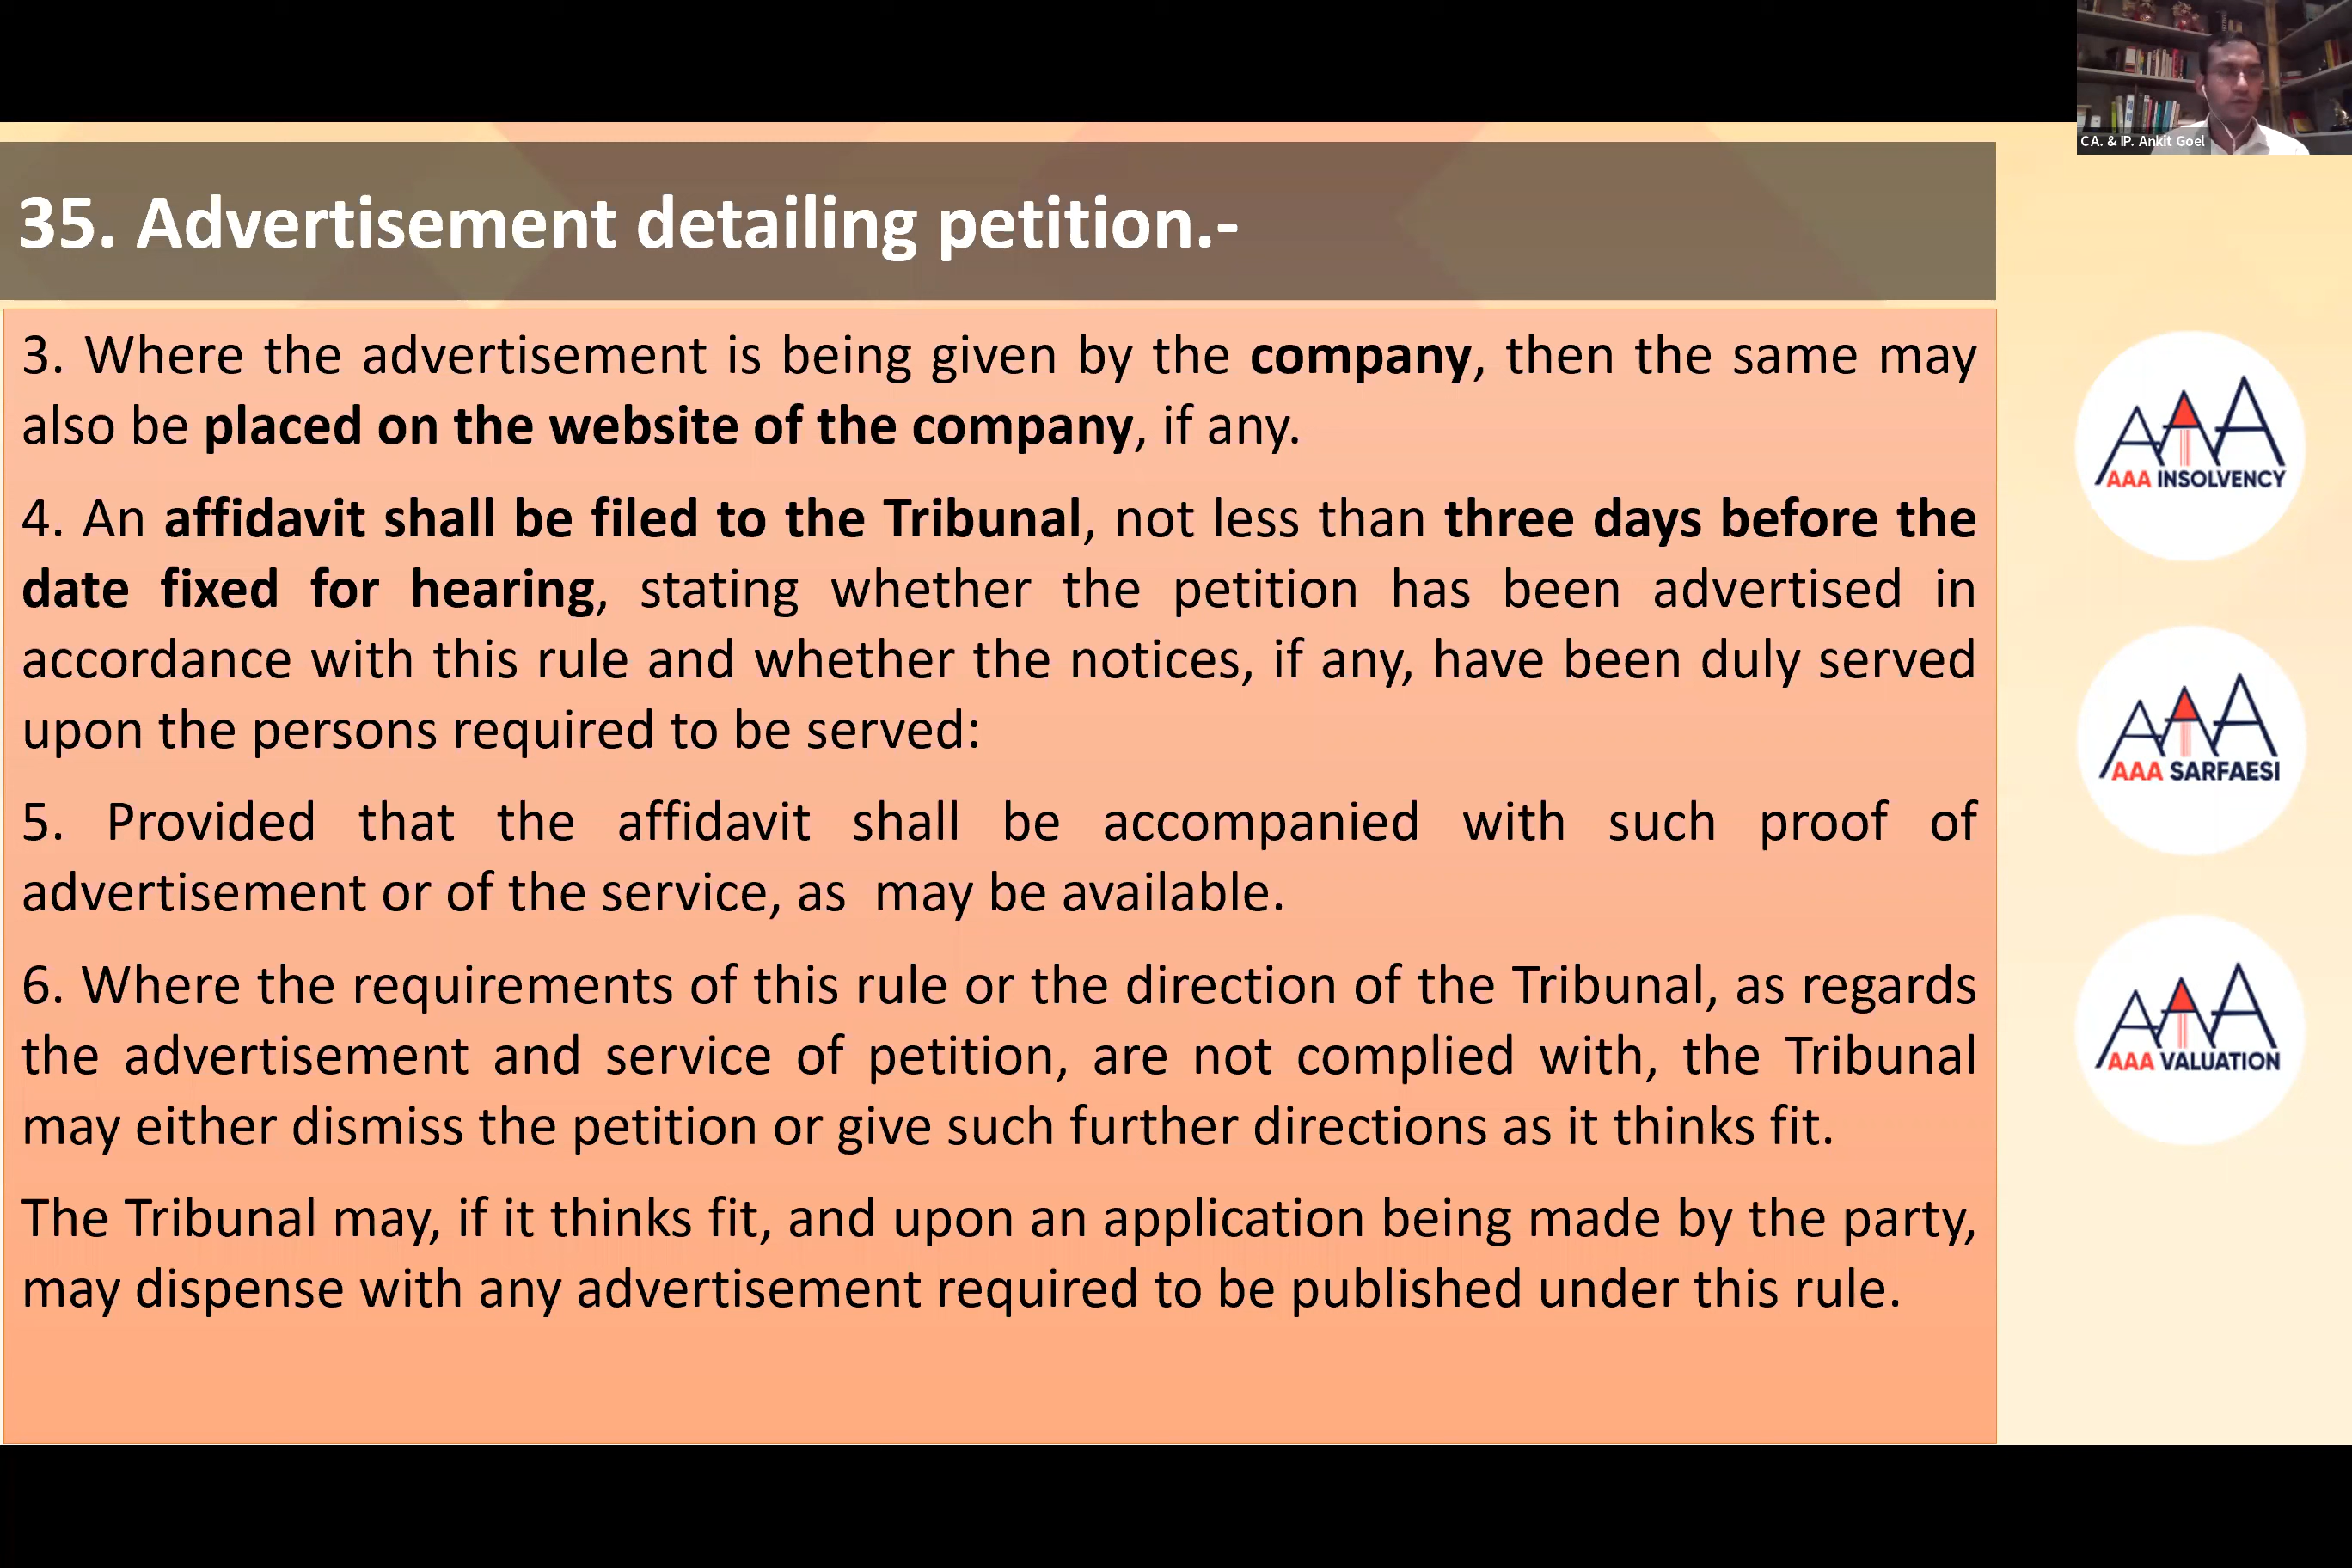 CA. & IP. Ankit Goel
35. Advertisement detailing petition.-
3. Where the advertisement is being given by the company, then the same may
also be placed on the website of the company, if any.
4. An affidavit shall be filed to the Tribunal, not less than three days before the
date fixed for hearing, stating whether the petition has been advertised in
accordance with this rule and whether the notices, if any, have been duly served
upon the persons required to be served:
5. Provided that the affidavit shall be accompanied with such proof of
advertisement or of the service, as  may be available.
6. Where the requirements of this rule or the direction of the Tribunal, as regards
the advertisement and service of petition, are not complied with, the Tribunal
may either dismiss the petition or give such further directions as it thinks fit.
The Tribunal may, if it thinks fit, and upon an application being made by the party,
may dispense with any advertisement required to be published under this rule.
AAA
AAA INSOLVENCY
AAA
AAA SARFAESI
AAA
AAA VALUATION